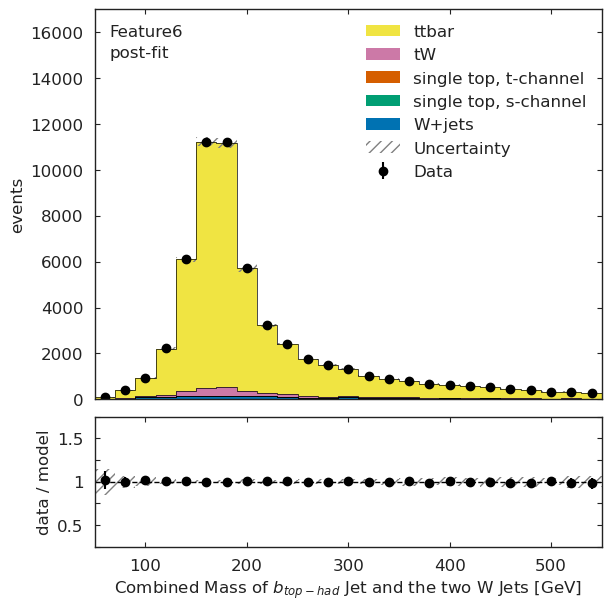 Feature6
post-fit
ttbar
tW
single top, t-channel
single top, s-channel
W+jets
Uncertainty
Data
events
16000
14000
12000
10000
8000
6000
4000
2000
0
data / model
1.5
1
0.5
100 200 300 400 500
Combined Mass of b_{top-had} Jet and the two W Jets [GeV]